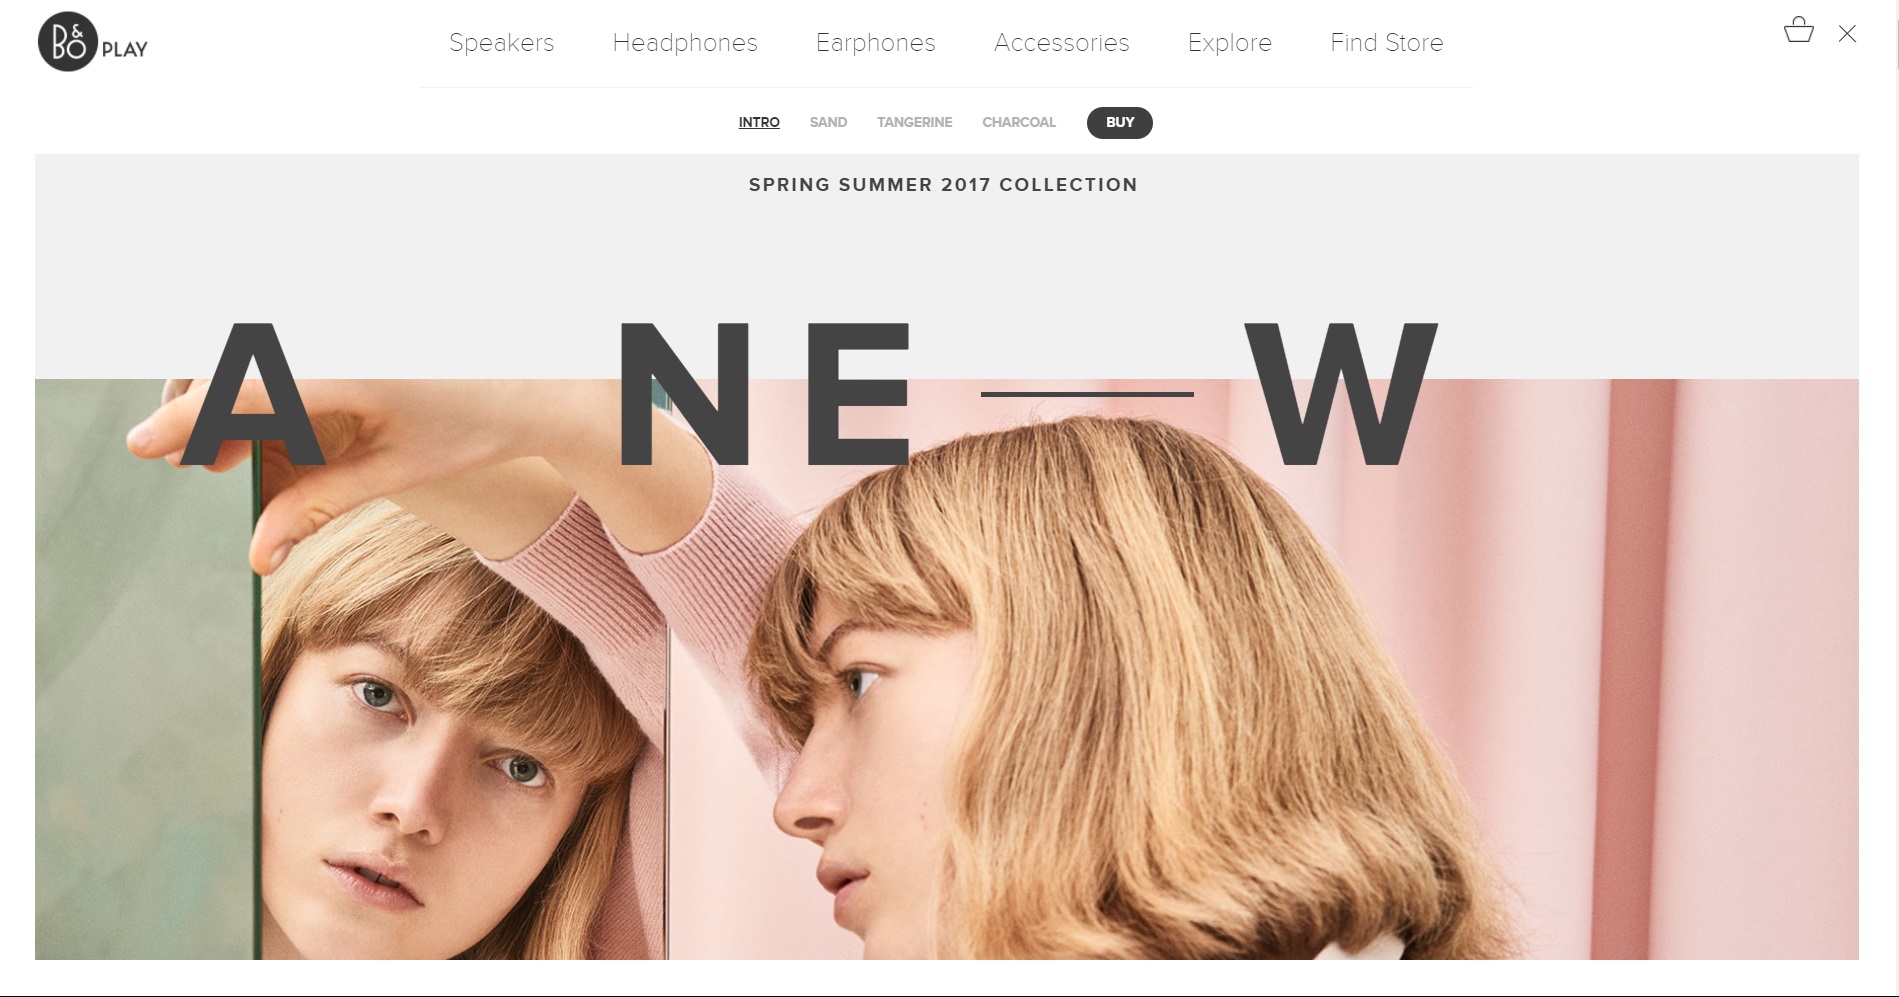 B&O PLAY
Speakers Headphones Earphones Accessories Explore Find Store
INTRO SAND TANGERINE CHARCOAL BUY
SPRING SUMMER 2017 COLLECTION
A NE—W